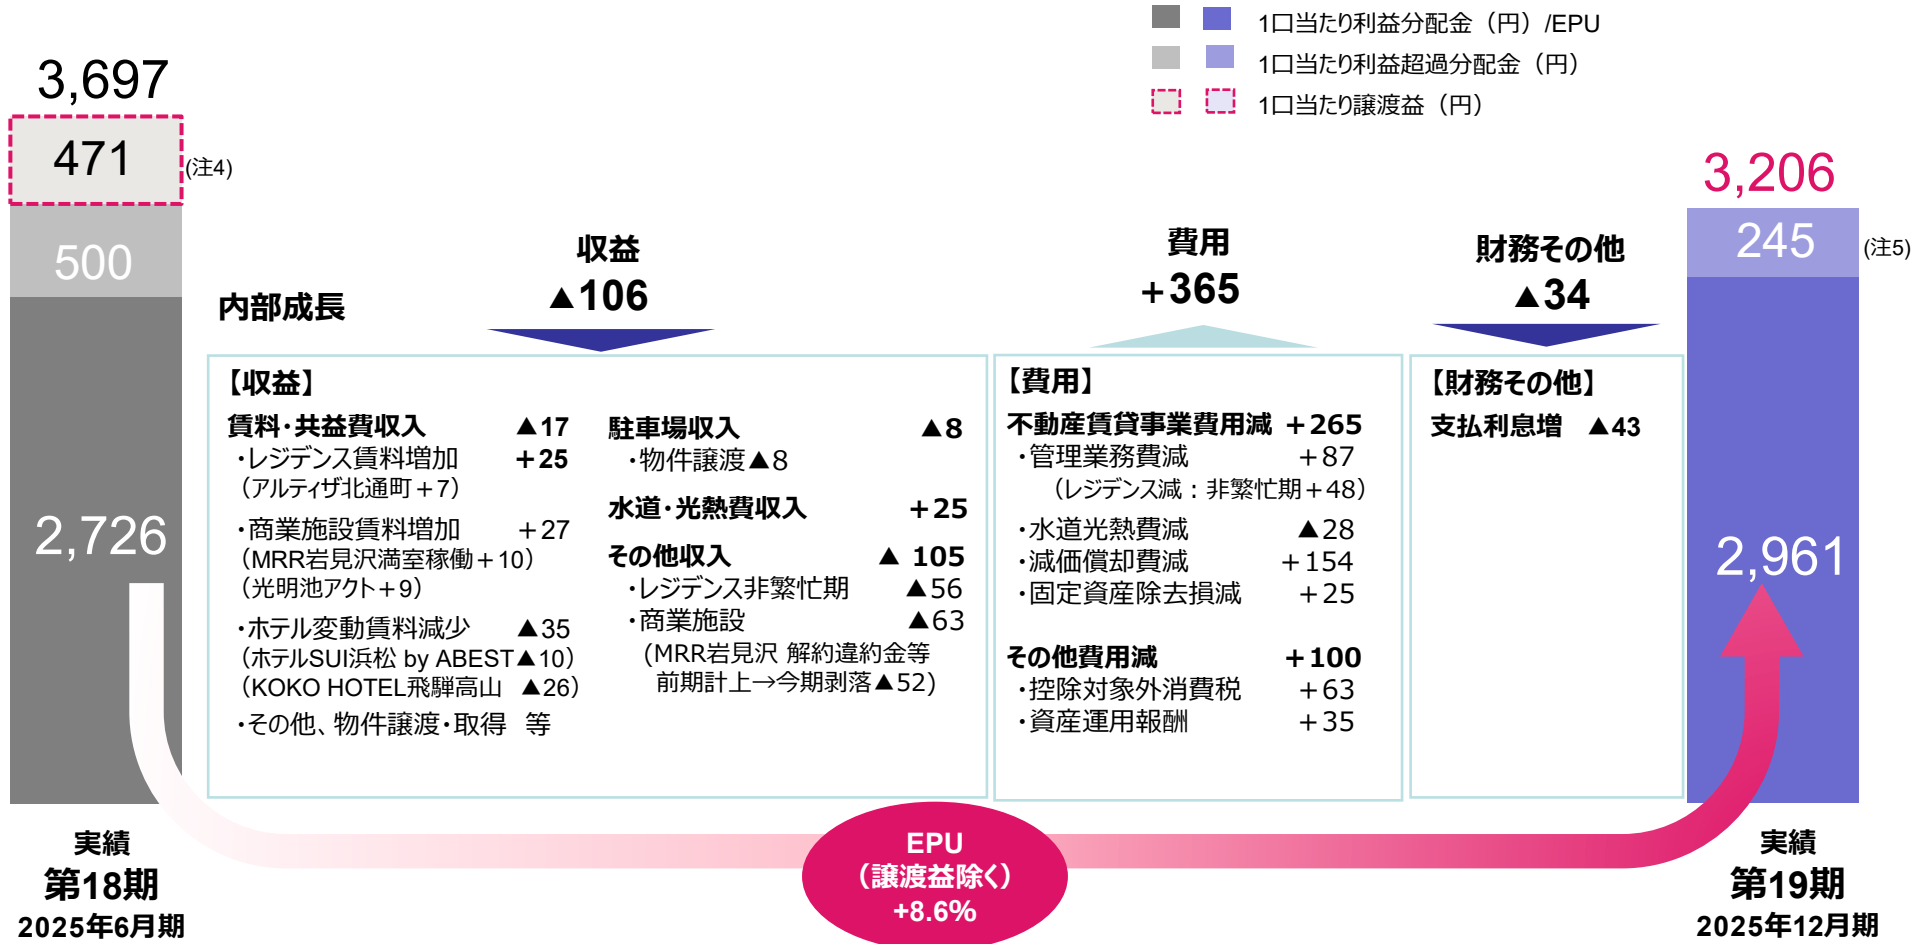 1口当たり利益分配金（円）/EPU
1口当たり利益超過分配金（円）
1口当たり譲渡益（円）
3,697
471
(注4)
500
2,726
実績
第18期
2025年6月期
内部成長
収益
▲106
【収益】
賃料・共益費収入 ▲17
・レジデンス賃料増加 +25
（アルティザ北通町+7）
・商業施設賃料増加 +27
（MRR岩見沢満室稼働+10）
（光明池アクト+9）
・ホテル変動賃料減少 ▲35
（ホテルSUI浜松 by ABEST▲10）
（KOKO HOTEL飛騨高山 ▲26）
・その他、物件譲渡・取得 等
駐車場収入 ▲8
・物件譲渡▲8
水道・光熱費収入 +25
その他収入 ▲ 105
・レジデンス非繁忙期 ▲56
・商業施設 ▲63
（MRR岩見沢 解約違約金等
前期計上→今期剥落▲52）
費用
+365
【費用】
不動産賃貸事業費用減 +265
・管理業務費減 +87
（レジデンス減：非繁忙期+48）
・水道光熱費減 ▲28
・減価償却費減 +154
・固定資産除去損減 +25
その他費用減 +100
・控除対象外消費税 +63
・資産運用報酬 +35
財務その他
▲34
【財務その他】
支払利息増 ▲43
3,206
245
(注5)
2,961
実績
第19期
2025年12月期
EPU
（譲渡益除く）
+8.6%